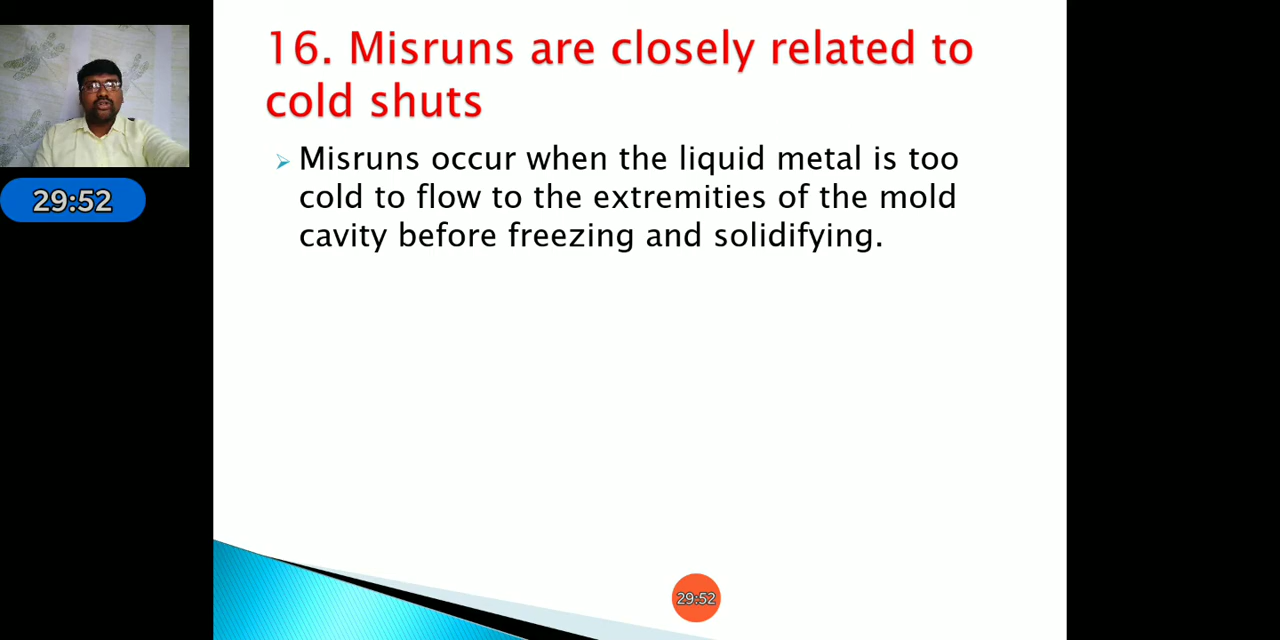 16. Misruns are closely related to
cold shuts
Misruns occur when the liquid metal is too
cold to flow to the extremities of the mold
cavity before freezing and solidifying.
29:52
29:52